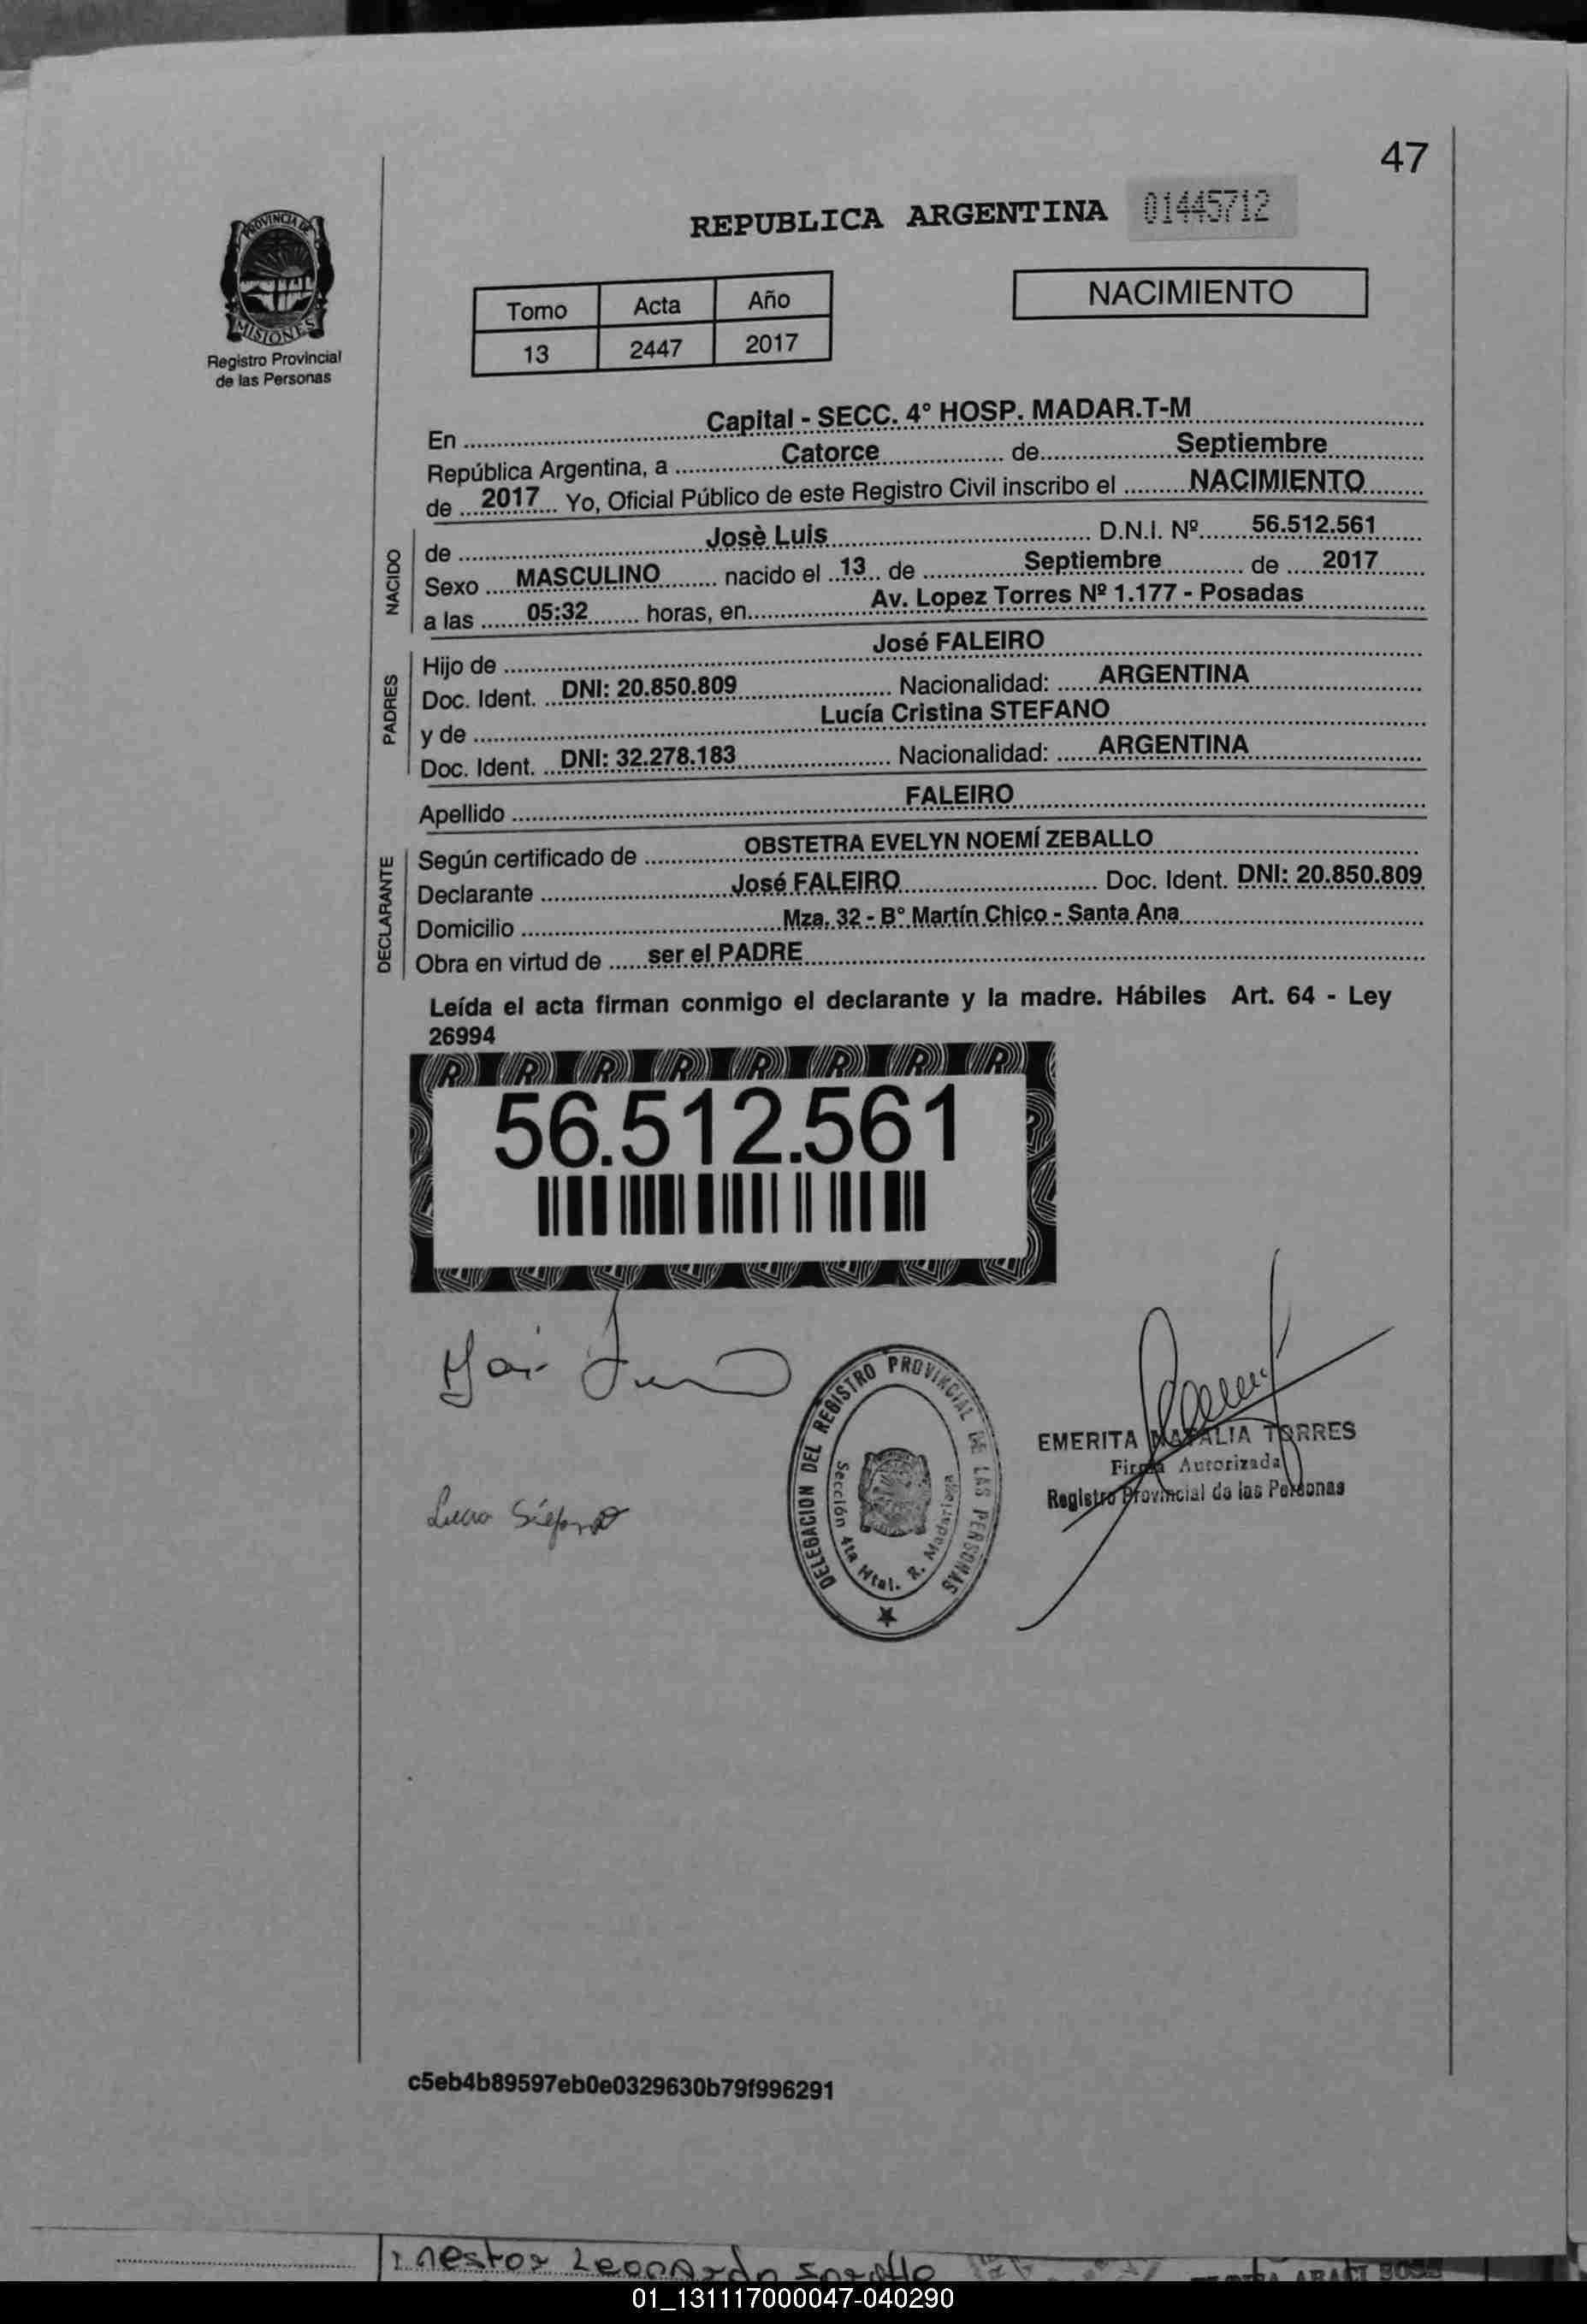 47
REPUBLICA ARGENTINA 01445712
PROVINCIA DE
MISIONES
Registro Provincial
de las Personas
Tomo Acta Año
13 2447 2017
NACIMIENTO
En Capital - SECC. 4° HOSP. MADAR.T-M
República Argentina, a Catorce de Septiembre
de 2017 Yo, Oficial Público de este Registro Civil inscribo el NACIMIENTO
NACIDO
de Josè Luis D.N.I. Nº 56.512.561
Sexo MASCULINO nacido el 13 de Septiembre de 2017
a las 05:32 horas, en Av. Lopez Torres Nº 1.177 - Posadas
PADRES
Hijo de José FALEIRO
Doc. Ident. DNI: 20.850.809 Nacionalidad: ARGENTINA
y de Lucía Cristina STEFANO
Doc. Ident. DNI: 32.278.183 Nacionalidad: ARGENTINA
Apellido FALEIRO
DECLARANTE
Según certificado de OBSTETRA EVELYN NOEMÍ ZEBALLO
Declarante José FALEIRO Doc. Ident. DNI: 20.850.809
Domicilio Mza. 32 - B° Martín Chico - Santa Ana
Obra en virtud de ser el PADRE
Leída el acta firman conmigo el declarante y la madre. Hábiles Art. 64 - Ley
26994
56.512.561
DELEGACION DEL REGISTRO PROVINCIAL DE LAS PERSONAS
Sección 4ta Htal. R. Madariaga
EMERITA NATALIA TORRES
Firma Autorizada
Registro Provincial de las Personas
c5eb4b89597eb0e0329630b79f996291
nestor Leonardo
01_131117000047-040290